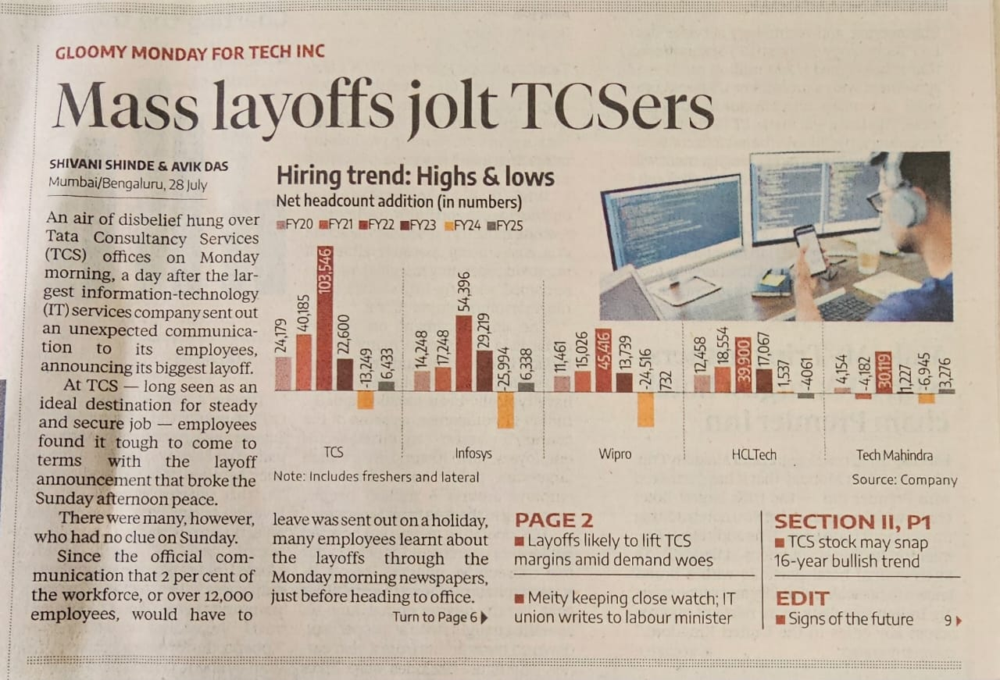 GLOOMY MONDAY FOR TECH INC
Mass layoffs jolt TCSers
SHIVANI SHINDE & AVIK DAS
Mumbai/Bengaluru, 28 July
An air of disbelief hung over
Tata Consultancy Services
(TCS) offices on Monday
morning, a day after the lar-
gest information-technology
(IT) services company sent out
an unexpected communica-
tion to its employees,
announcing its biggest layoff.
At TCS — long seen as an
ideal destination for steady
and secure job — employees
found it tough to come to
terms with the layoff
announcement that broke the
Sunday afternoon peace.
There were many, however,
who had no clue on Sunday.
Since the official com-
munication that 2 per cent of
the workforce, or over 12,000
employees, would have to
leave was sent out on a holiday,
many employees learnt about
the layoffs through the
Monday morning newspapers,
just before heading to office.
Turn to Page 6
Hiring trend: Highs & lows
Net headcount addition (in numbers)
FY20 FY21 FY22 FY23 FY24 FY25
24,179
40,185
103,546
22,600
-13,249
6,433
TCS
14,248
17,248
54,396
29,219
-25,994
6,338
Infosys
11,461
15,026
45,416
13,739
-24,516
732
Wipro
12,458
18,554
39,900
17,067
1,537
-4061
HCLTech
4,154
-4,182
30,119
1,227
-6,945
3,276
Tech Mahindra
Note: Includes freshers and lateral
Source: Company
PAGE 2
Layoffs likely to lift TCS
margins amid demand woes
Meity keeping close watch; IT
union writes to labour minister
SECTION II, P1
TCS stock may snap
16-year bullish trend
EDIT
Signs of the future 9